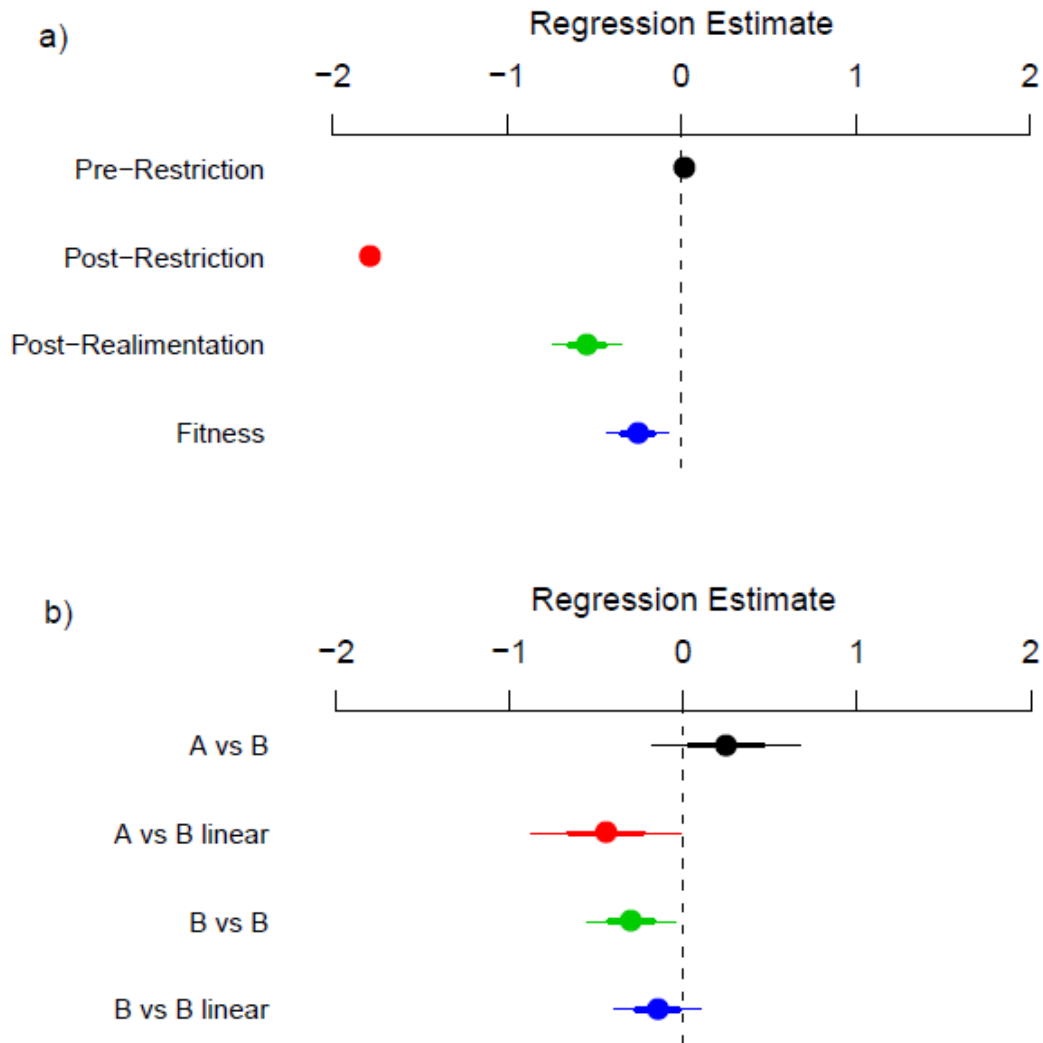 a)
Regression Estimate
−2 −1 0 1 2
Pre−Restriction
Post−Restriction
Post−Realimentation
Fitness
b)
Regression Estimate
−2 −1 0 1 2
A vs B
A vs B linear
B vs B
B vs B linear